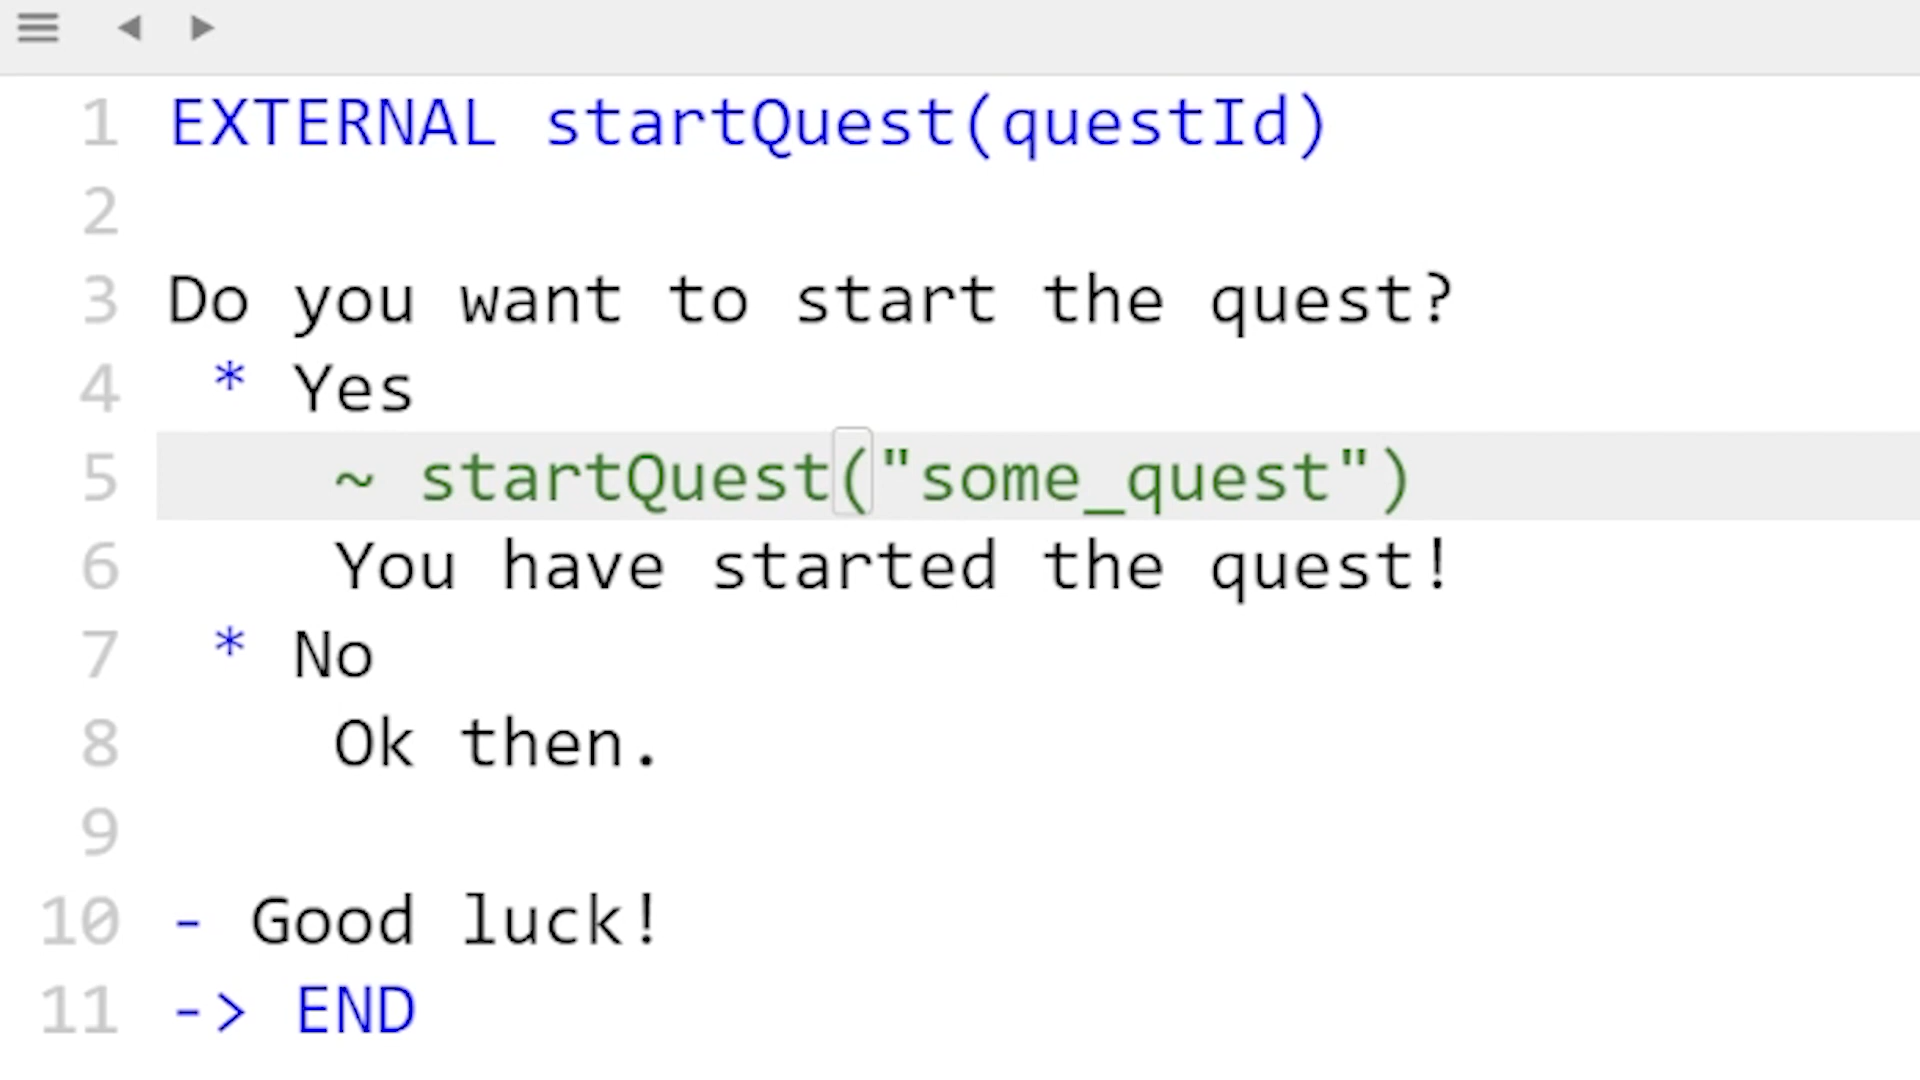 1 EXTERNAL startQuest(questId)
2
3 Do you want to start the quest?
4 * Yes
5 ~ startQuest("some_quest")
6 You have started the quest!
7 * No
8 Ok then.
9
10 - Good luck!
11 -> END